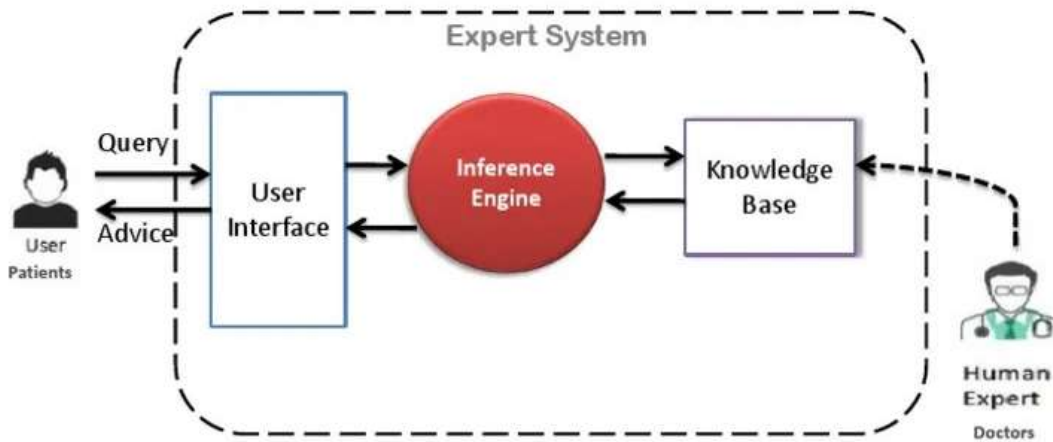 Expert System
Query
Advice
User
Patients
User
Interface
Inference
Engine
Knowledge
Base
Human
Expert
Doctors